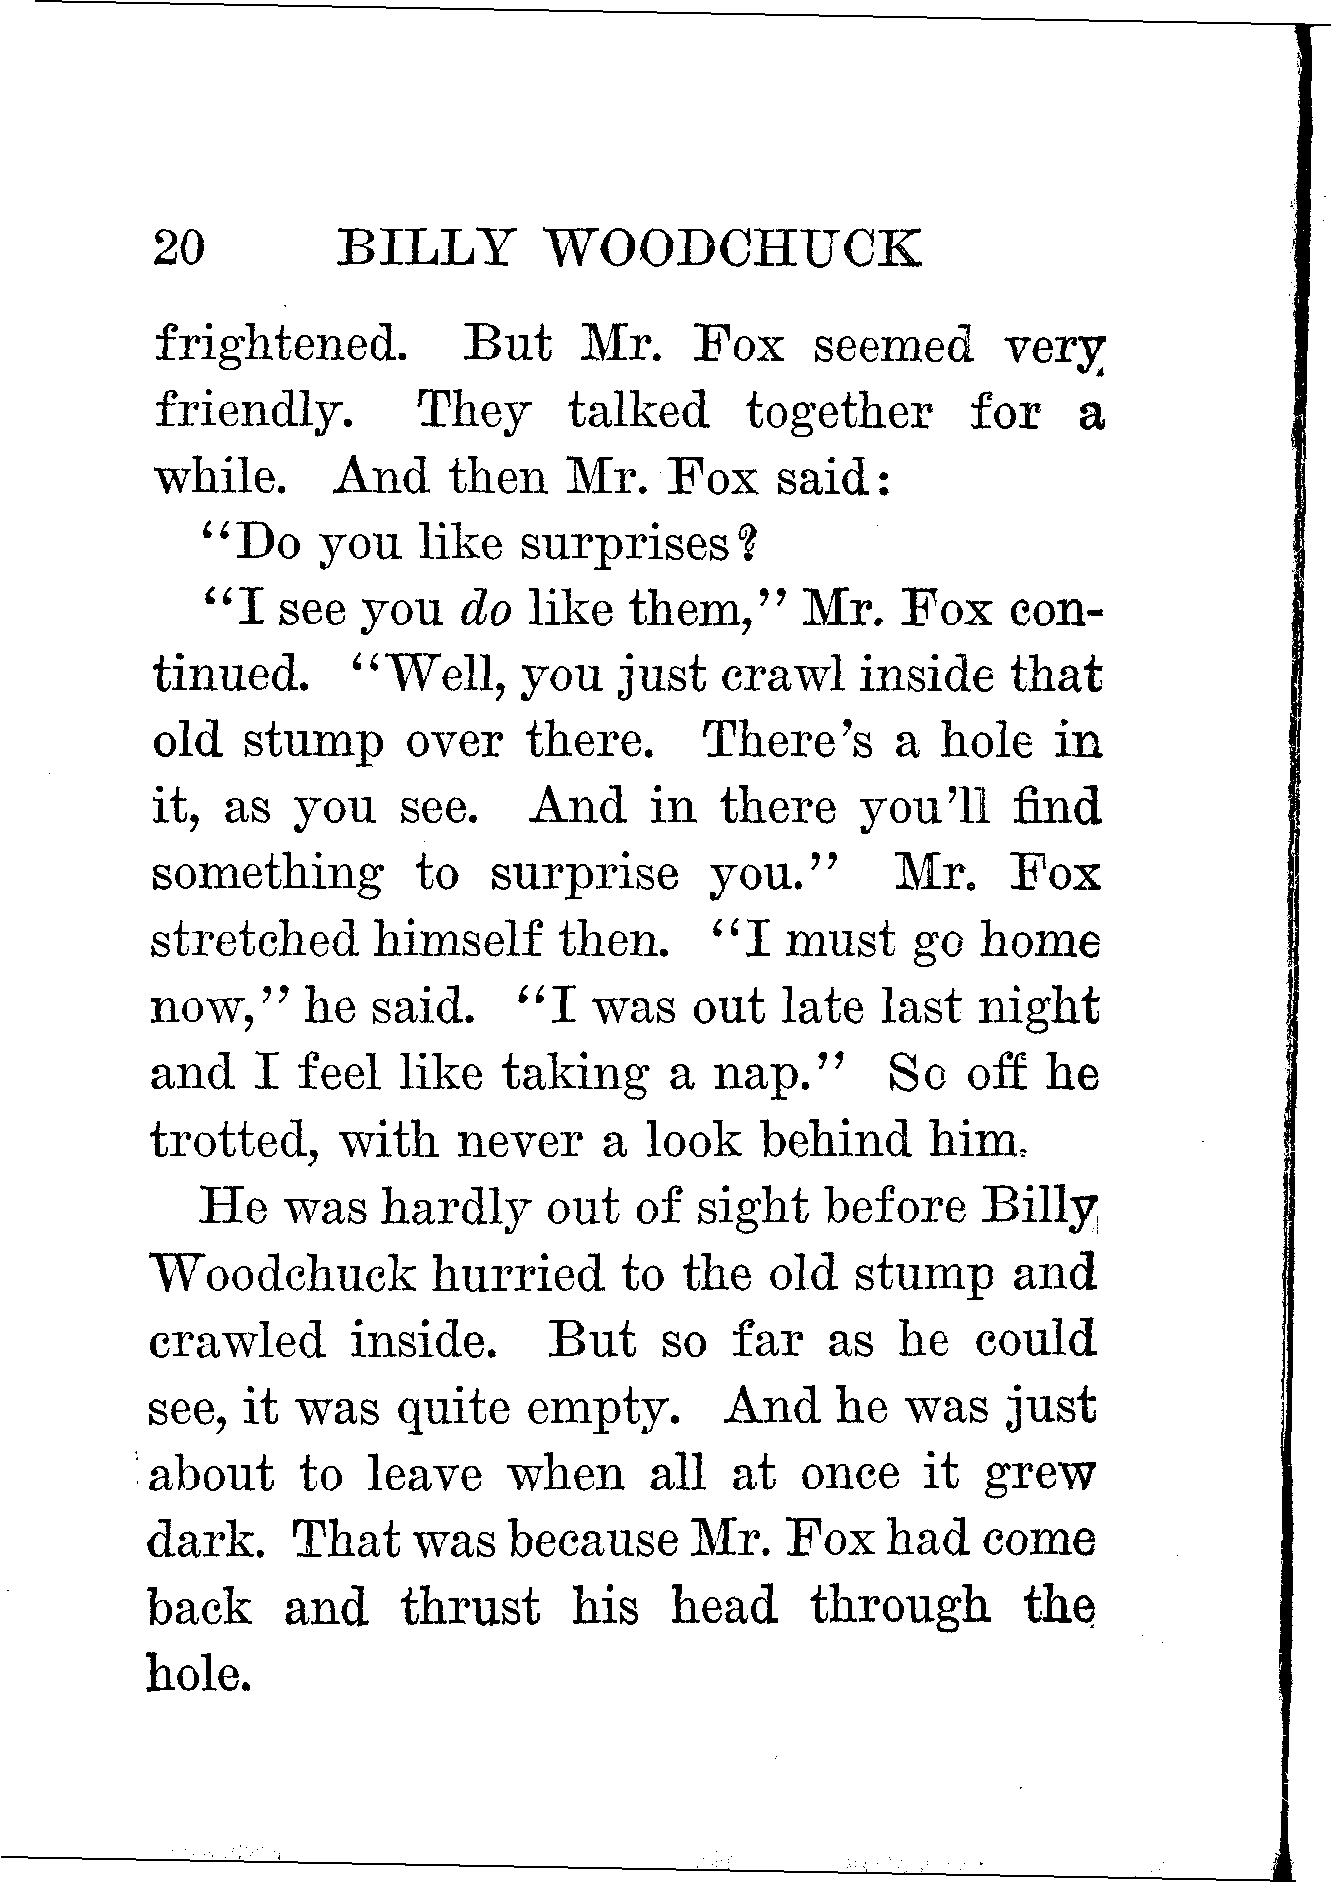 20 BILLY WOODCHUCK
frightened. But Mr. Fox seemed very
friendly. They talked together for a
while. And then Mr. Fox said:
“Do you like surprises?
“I see you do like them,” Mr. Fox con-
tinued. “Well, you just crawl inside that
old stump over there. There’s a hole in
it, as you see. And in there you’ll find
something to surprise you.” Mr. Fox
stretched himself then. “I must go home
now,” he said. “I was out late last night
and I feel like taking a nap.” So off he
trotted, with never a look behind him.
He was hardly out of sight before Billy
Woodchuck hurried to the old stump and
crawled inside. But so far as he could
see, it was quite empty. And he was just
about to leave when all at once it grew
dark. That was because Mr. Fox had come
back and thrust his head through the
hole.